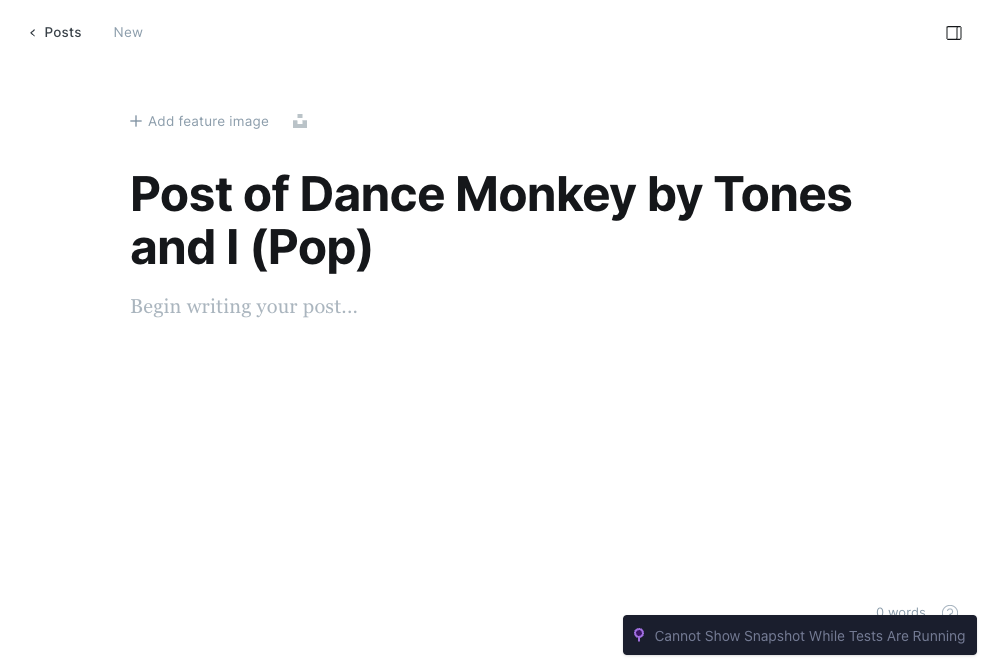 Posts New
Add feature image
Post of Dance Monkey by Tones
and I (Pop)
Begin writing your post...
0 words
Cannot Show Snapshot While Tests Are Running